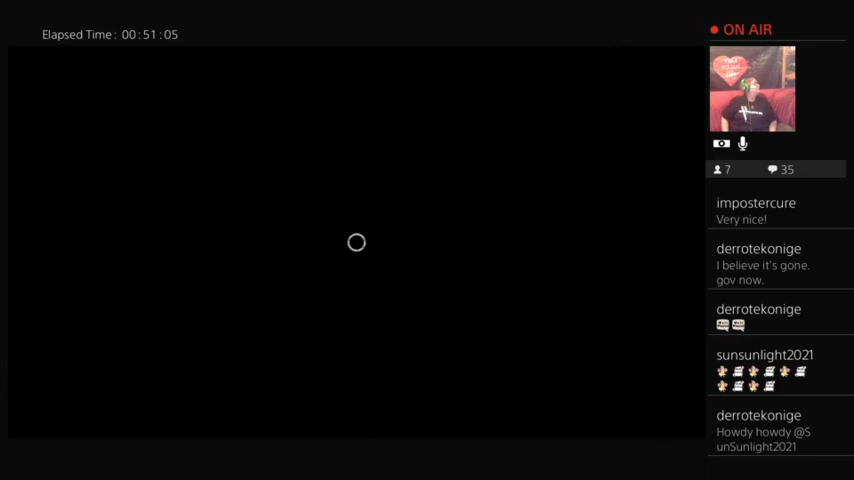 Elapsed Time: 00:51:05
ON AIR
YOU
7
35
impostercure
Very nice!
derrotekonige
I believe it's gone.
gov now.
derrotekonige
sunsunlight2021
derrotekonige
Howdy howdy @S
unSunlight2021